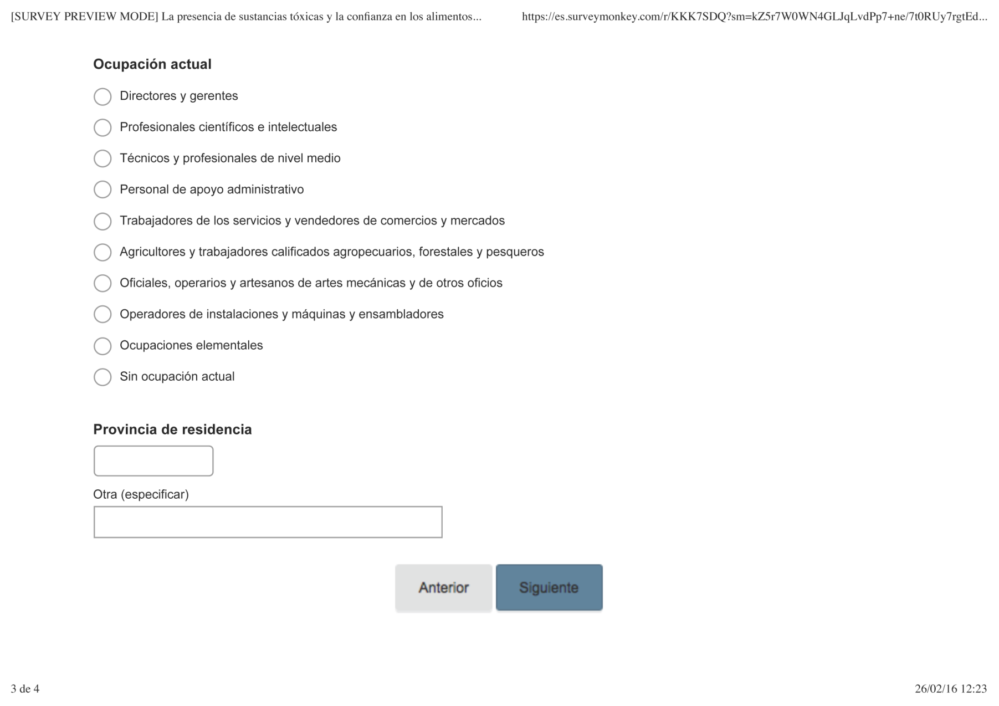 [SURVEY PREVIEW MODE] La presencia de sustancias tóxicas y la confianza en los alimentos...
https://es.surveymonkey.com/r/KKK7SDQ?sm=kZ5r7W0WN4GLJqLvdPp7+ne/7t0RUy7rgtEd...
Ocupación actual
Directores y gerentes
Profesionales científicos e intelectuales
Técnicos y profesionales de nivel medio
Personal de apoyo administrativo
Trabajadores de los servicios y vendedores de comercios y mercados
Agricultores y trabajadores calificados agropecuarios, forestales y pesqueros
Oficiales, operarios y artesanos de artes mecánicas y de otros oficios
Operadores de instalaciones y máquinas y ensambladores
Ocupaciones elementales
Sin ocupación actual
Provincia de residencia
Otra (especificar)
Anterior
Siguiente
3 de 4
26/02/16 12:23